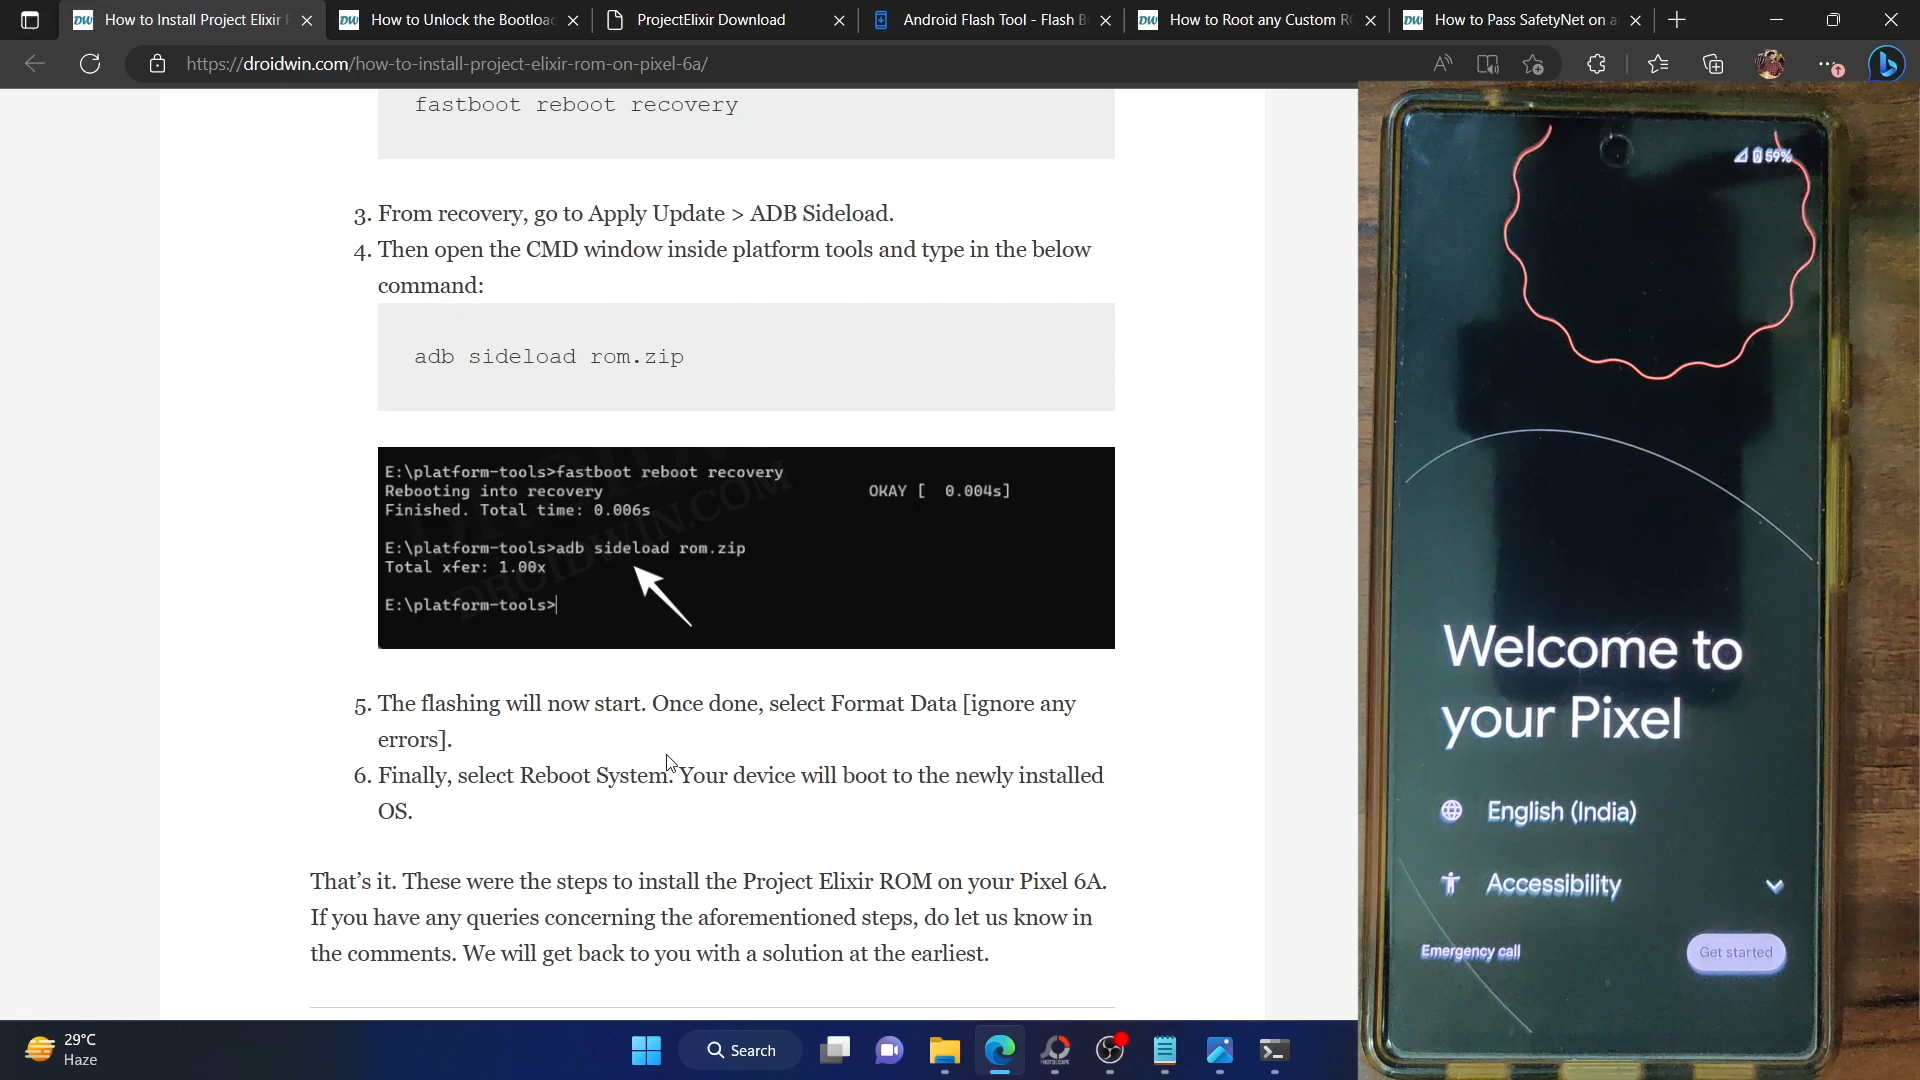 How to Install Project Elixir
How to Unlock the Bootloa
ProjectElixir Download
Android Flash Tool - Flash B
How to Root any Custom R
How to Pass SafetyNet on a
https://droidwin.com/how-to-install-project-elixir-rom-on-pixel-6a/
fastboot reboot recovery
3. From recovery, go to Apply Update > ADB Sideload.
4. Then open the CMD window inside platform tools and type in the below
command:
adb sideload rom.zip
E:\platform-tools>fastboot reboot recovery
Rebooting into recovery OKAY [ 0.004s]
Finished. Total time: 0.006s
E:\platform-tools>adb sideload rom.zip
Total xfer: 1.00x
E:\platform-tools>
DROIDWIN.COM
5. The flashing will now start. Once done, select Format Data [ignore any
errors].
6. Finally, select Reboot System. Your device will boot to the newly installed
OS.
That's it. These were the steps to install the Project Elixir ROM on your Pixel 6A.
If you have any queries concerning the aforementioned steps, do let us know in
the comments. We will get back to you with a solution at the earliest.
59%
Welcome to
your Pixel
English (India)
Accessibility
Emergency call
Get started
29°C
Haze
Search